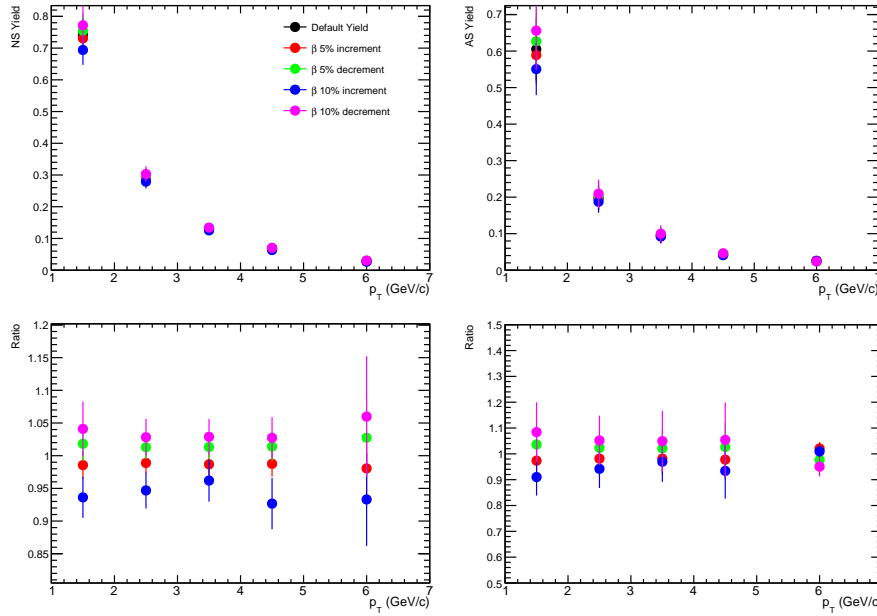 NS Yield
0.8
0.7
0.6
0.5
0.4
0.3
0.2
0.1
0
1 2 3 4 5 6 7
p_T (GeV/c)
Default Yield
β 5% increment
β 5% decrement
β 10% increment
β 10% decrement
AS Yield
0.7
0.6
0.5
0.4
0.3
0.2
0.1
0
1 2 3 4 5 6 7
p_T (GeV/c)
Ratio
1.2
1.15
1.1
1.05
1
0.95
0.9
0.85
1 2 3 4 5 6 7
p_T (GeV/c)
Ratio
1.5
1.4
1.3
1.2
1.1
1
0.9
0.8
0.7
0.6
0.5
1 2 3 4 5 6 7
p_T (GeV/c)